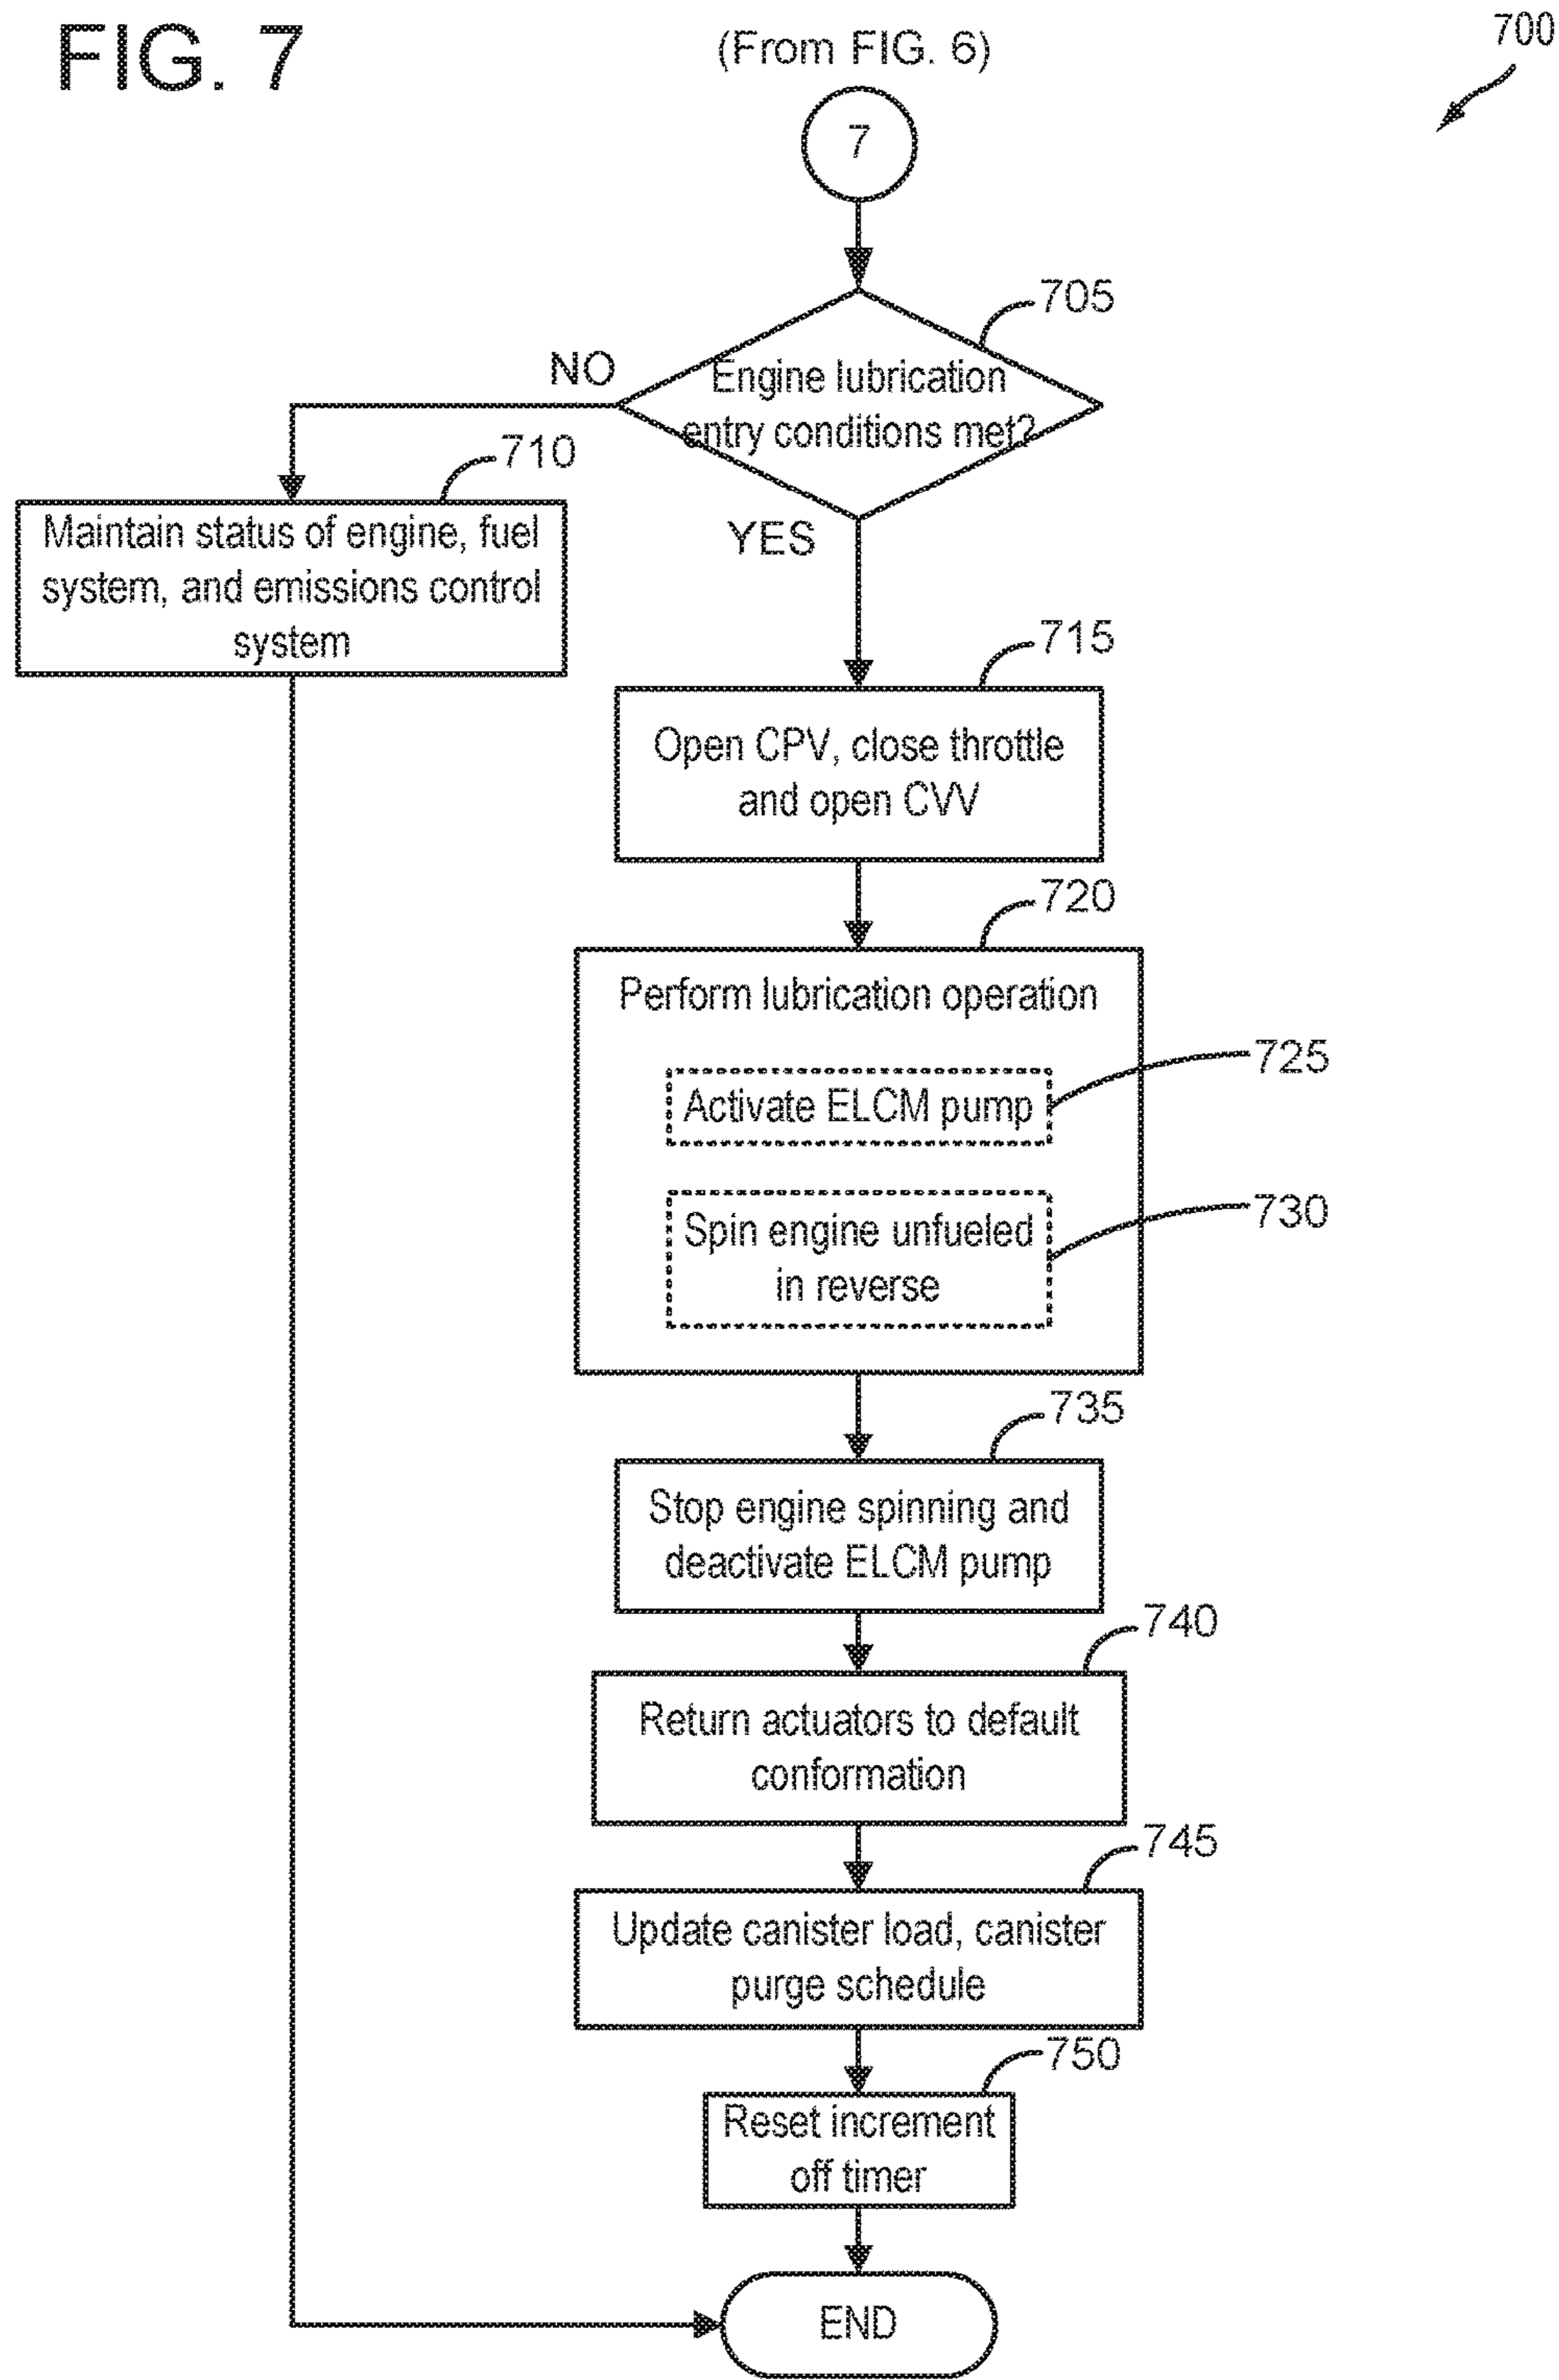 FIG. 7
(From FIG. 6)
700
7
705
Engine lubrication
entry conditions met?
NO
YES
710
Maintain status of engine, fuel
system, and emissions control
system
715
Open CPV, close throttle
and open CVV
720
Perform lubrication operation
725
Activate ELCM pump
730
Spin engine unfueled
in reverse
735
Stop engine spinning and
deactivate ELCM pump
740
Return actuators to default
conformation
745
Update canister load, canister
purge schedule
750
Reset increment
off timer
END